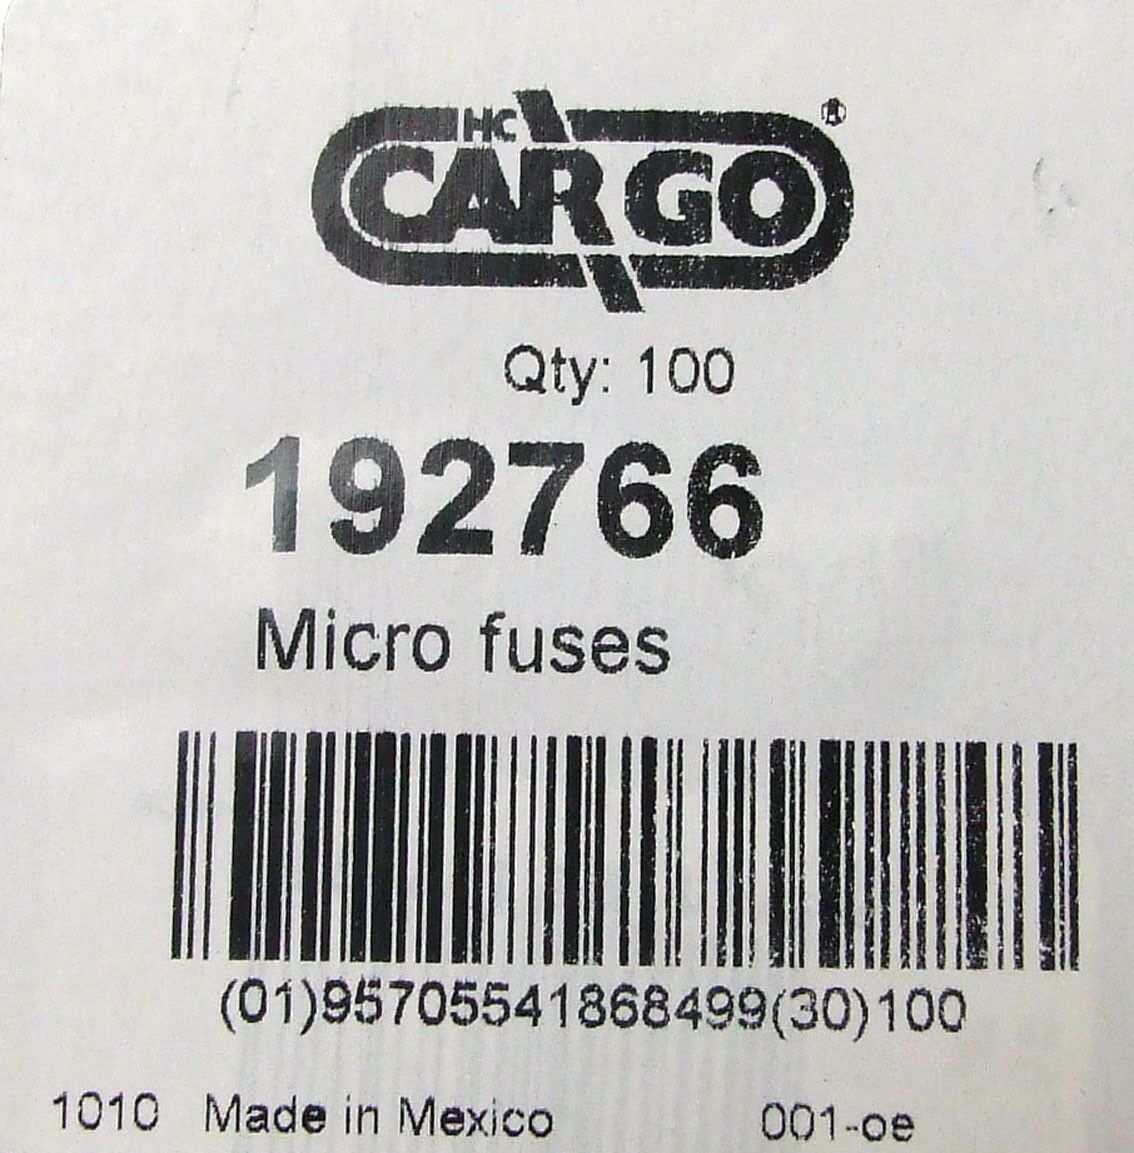 HC
CARGO®
Qty: 100
192766
Micro fuses
(01)95705541868499(30)100
1010 Made in Mexico 001-oe